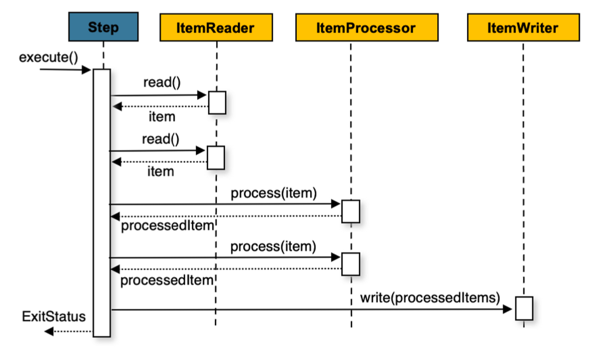 Step
ItemReader
ItemProcessor
ItemWriter
execute()
read()
item
read()
item
process(item)
processedItem
process(item)
processedItem
write(processedItems)
ExitStatus